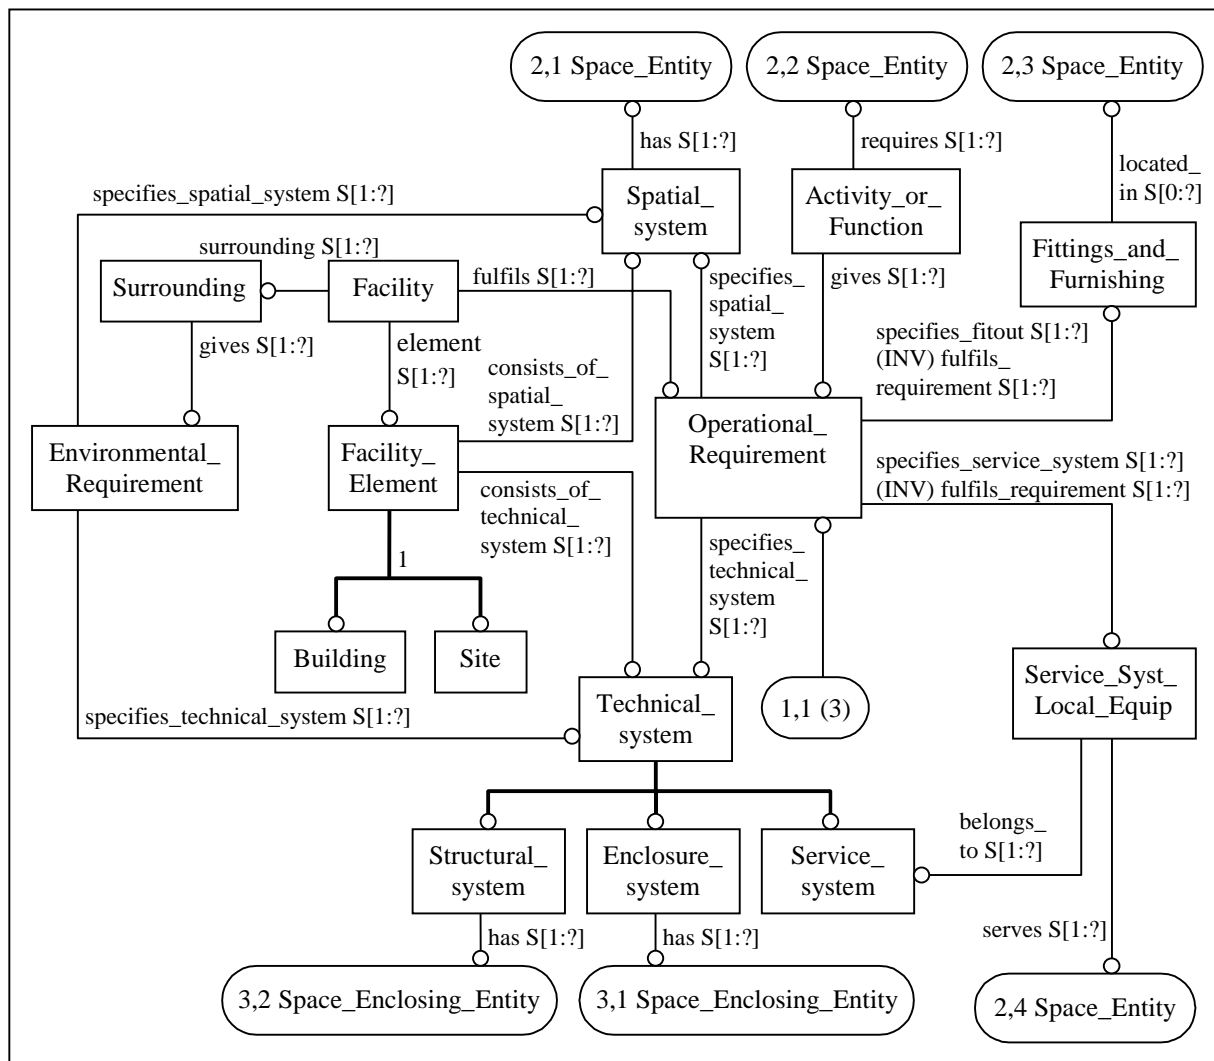 2,1 Space_Entity
2,2 Space_Entity
2,3 Space_Entity
has S[1:?]
requires S[1:?]
located_
in S[0:?]
specifies_spatial_system S[1:?]
Spatial_
system
Activity_or_
Function
Fittings_and_
Furnishing
surrounding S[1:?]
Surrounding
Facility
fulfils S[1:?]
specifies_
spatial_
system
S[1:?]
gives S[1:?]
gives S[1:?]
element
S[1:?]
consists_of_
spatial_
system S[1:?]
specifies_fitout S[1:?]
(INV) fulfils_
requirement S[1:?]
Environmental_
Requirement
Facility_
Element
Operational_
Requirement
specifies_service_system S[1:?]
(INV) fulfils_requirement S[1:?]
consists_of_
technical_
system S[1:?]
specifies_
technical_
system
S[1:?]
1
Building
Site
Service_Syst_
Local_Equip
specifies_technical_system S[1:?]
Technical_
system
1,1 (3)
Structural_
system
Enclosure_
system
Service_
system
belongs_
to S[1:?]
has S[1:?]
has S[1:?]
serves S[1:?]
3,2 Space_Enclosing_Entity
3,1 Space_Enclosing_Entity
2,4 Space_Entity